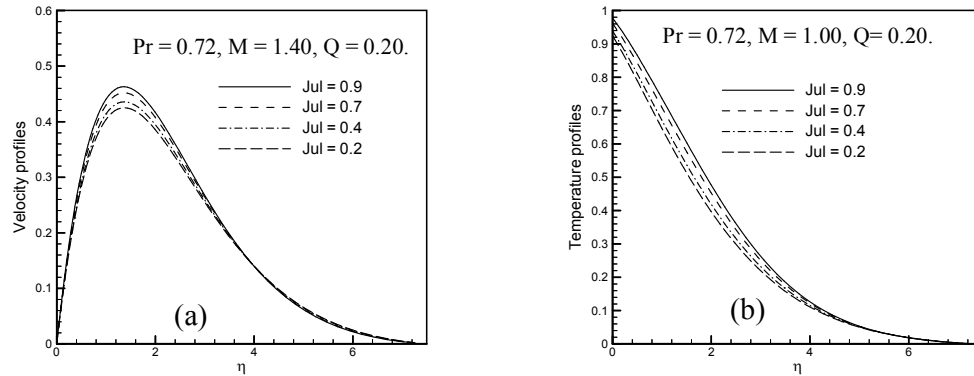 0.6
Pr = 0.72, M = 1.40, Q = 0.20.
0.5
Jul = 0.9
Jul = 0.7
Jul = 0.4
Jul = 0.2
0.4
Velocity profiles
0.3
0.2
0.1
(a)
0
0
2
4
6
η
1
Pr = 0.72, M = 1.00, Q= 0.20.
0.9
Jul = 0.9
Jul = 0.7
Jul = 0.4
Jul = 0.2
0.8
0.7
0.6
Temperature profiles
0.5
0.4
0.3
0.2
0.1
(b)
0
0
2
4
6
η